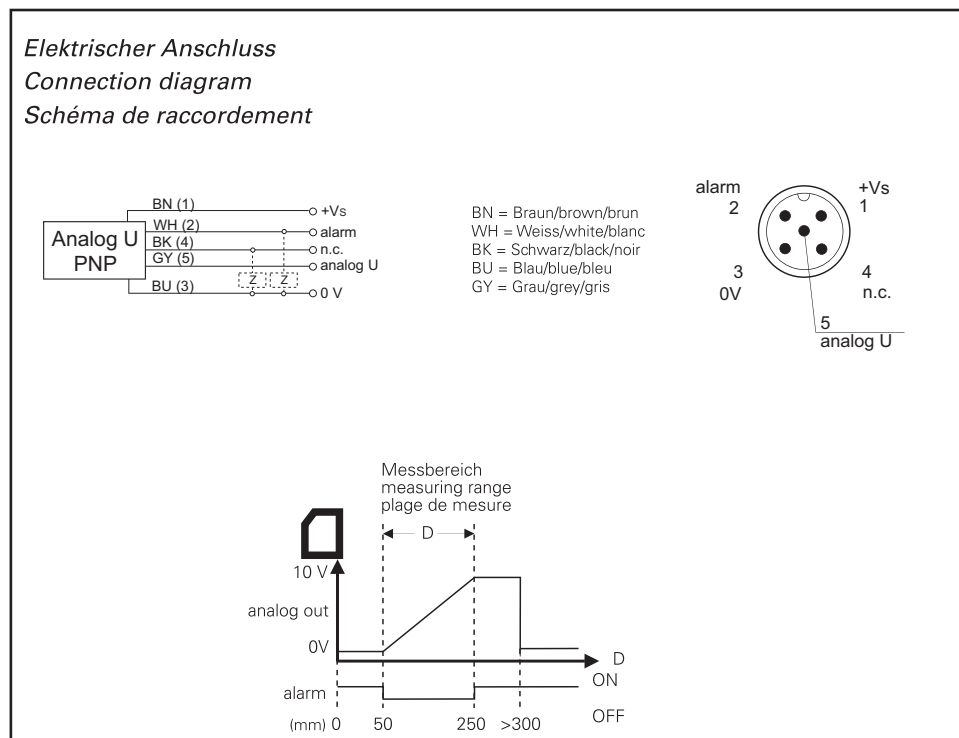 Elektrischer Anschluss
Connection diagram
Schéma de raccordement
BN (1)
+Vs
WH (2)
alarm
Analog U
PNP
BK (4)
n.c.
GY (5)
analog U
Z Z
BU (3)
0 V
BN = Braun/brown/brun
WH = Weiss/white/blanc
BK = Schwarz/black/noir
BU = Blau/blue/bleu
GY = Grau/grey/gris
alarm
2
+Vs
1
3
0V
4
n.c.
5
analog U
Messbereich
measuring range
plage de mesure
D
10 V
analog out
0V
D
ON
alarm
OFF
(mm) 0 50 250 >300